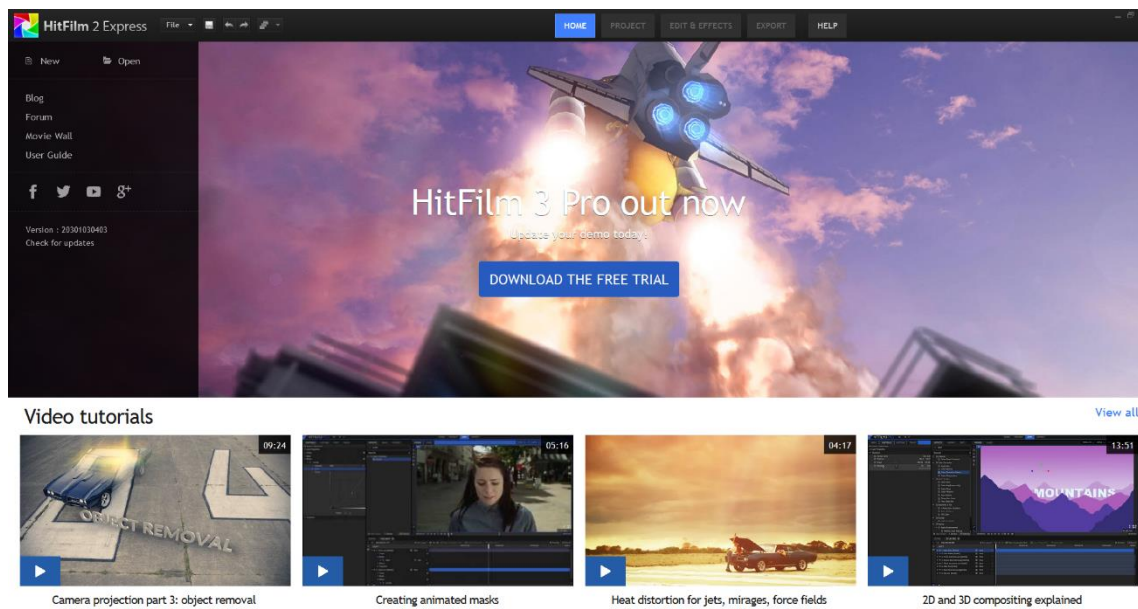 HitFilm 2 Express File HOME PROJECT EDIT & EFFECTS EXPORT HELP
New Open
Blog
Forum
Movie Wall
User Guide
f g+
Version : 20301030403
Check for updates
HitFilm 3 Pro out now
Update your demo today!
DOWNLOAD THE FREE TRIAL
Video tutorials View all
09:24 05:16 04:17 13:51
OBJECT REMOVAL
MOUNTAINS
Camera projection part 3: object removal
Creating animated masks
Heat distortion for jets, mirages, force fields
2D and 3D compositing explained